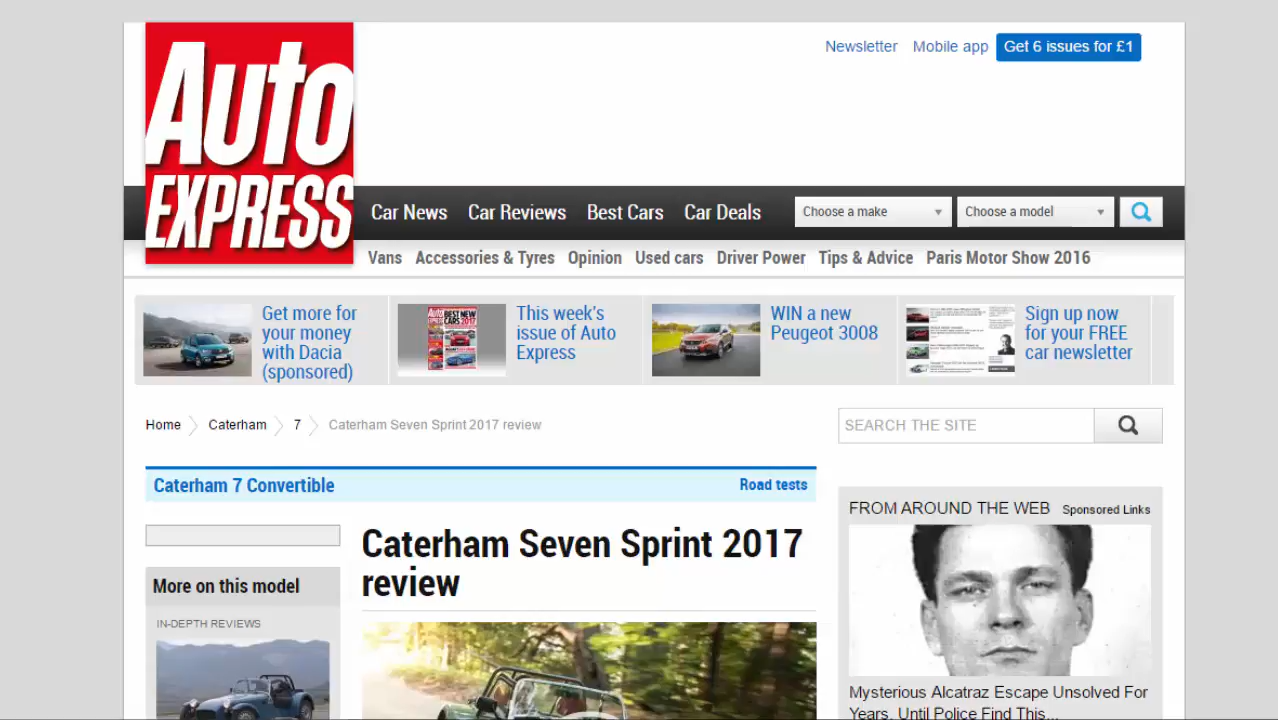 Auto
EXPRESS
Newsletter
Mobile app
Get 6 issues for £1
Car News
Car Reviews
Best Cars
Car Deals
Choose a make
Choose a model
Vans
Accessories & Tyres
Opinion
Used cars
Driver Power
Tips & Advice
Paris Motor Show 2016
Get more for
your money
with Dacia
(sponsored)
This week's
issue of Auto
Express
WIN a new
Peugeot 3008
Sign up now
for your FREE
car newsletter
Home
Caterham
7
Caterham Seven Sprint 2017 review
SEARCH THE SITE
Caterham 7 Convertible
Road tests
Caterham Seven Sprint 2017
review
More on this model
IN-DEPTH REVIEWS
FROM AROUND THE WEB
Sponsored Links
Mysterious Alcatraz Escape Unsolved For
Years, Until Police Find This...